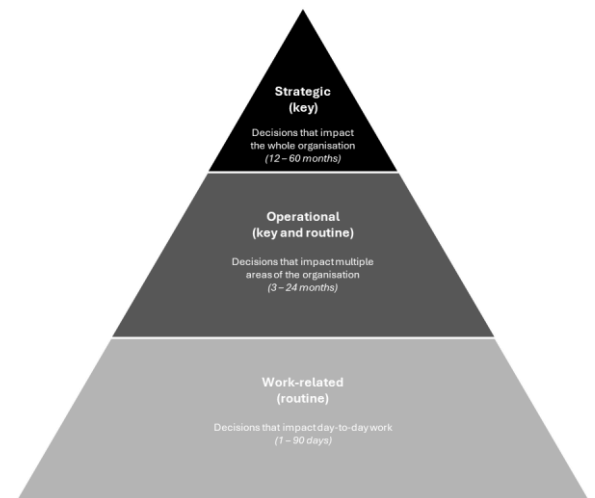 Strategic
(key)
Decisions that impact
the whole organisation
(12 – 60 months)
Operational
(key and routine)
Decisions that impact multiple
areas of the organisation
(3 – 24 months)
Work-related
(routine)
Decisions that impact day-to-day work
(1 – 90 days)